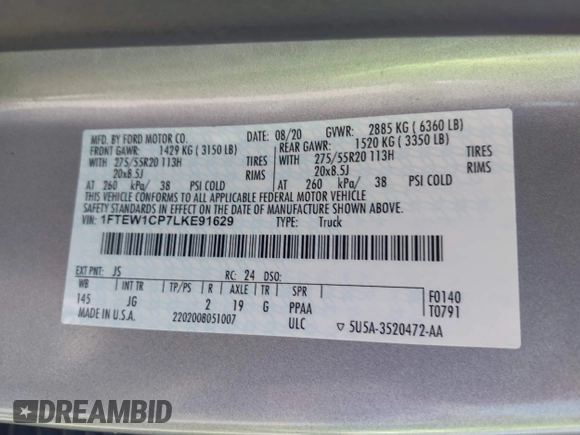 MFD. BY FORD MOTOR CO.
DATE: 08/20 GVWR: 2885 KG ( 6360 LB)
FRONT GAWR: 1429 KG ( 3150 LB) REAR GAWR: 1520 KG ( 3350 LB)
WITH 275/55R20 113H TIRES WITH 275/55R20 113H TIRES
20x8.5J RIMS 20x8.5J RIMS
AT 260 kPa/ 38 PSI COLD AT 260 kPa/ 38 PSI COLD
THIS VEHICLE CONFORMS TO ALL APPLICABLE FEDERAL MOTOR VEHICLE
SAFETY STANDARDS IN EFFECT ON THE DATE OF MANUFACTURE SHOWN ABOVE.
VIN: 1FTEW1CP7LKE91629 TYPE: Truck
EXT PNT: JS RC: 24 DSO:
WB INT TR TP/PS R AXLE TR SPR
145 JG 2 19 G PPAA
F0140
T0791
MADE IN U.S.A. 2202008051007 ULC
5U5A-3520472-AA
DREAMBID